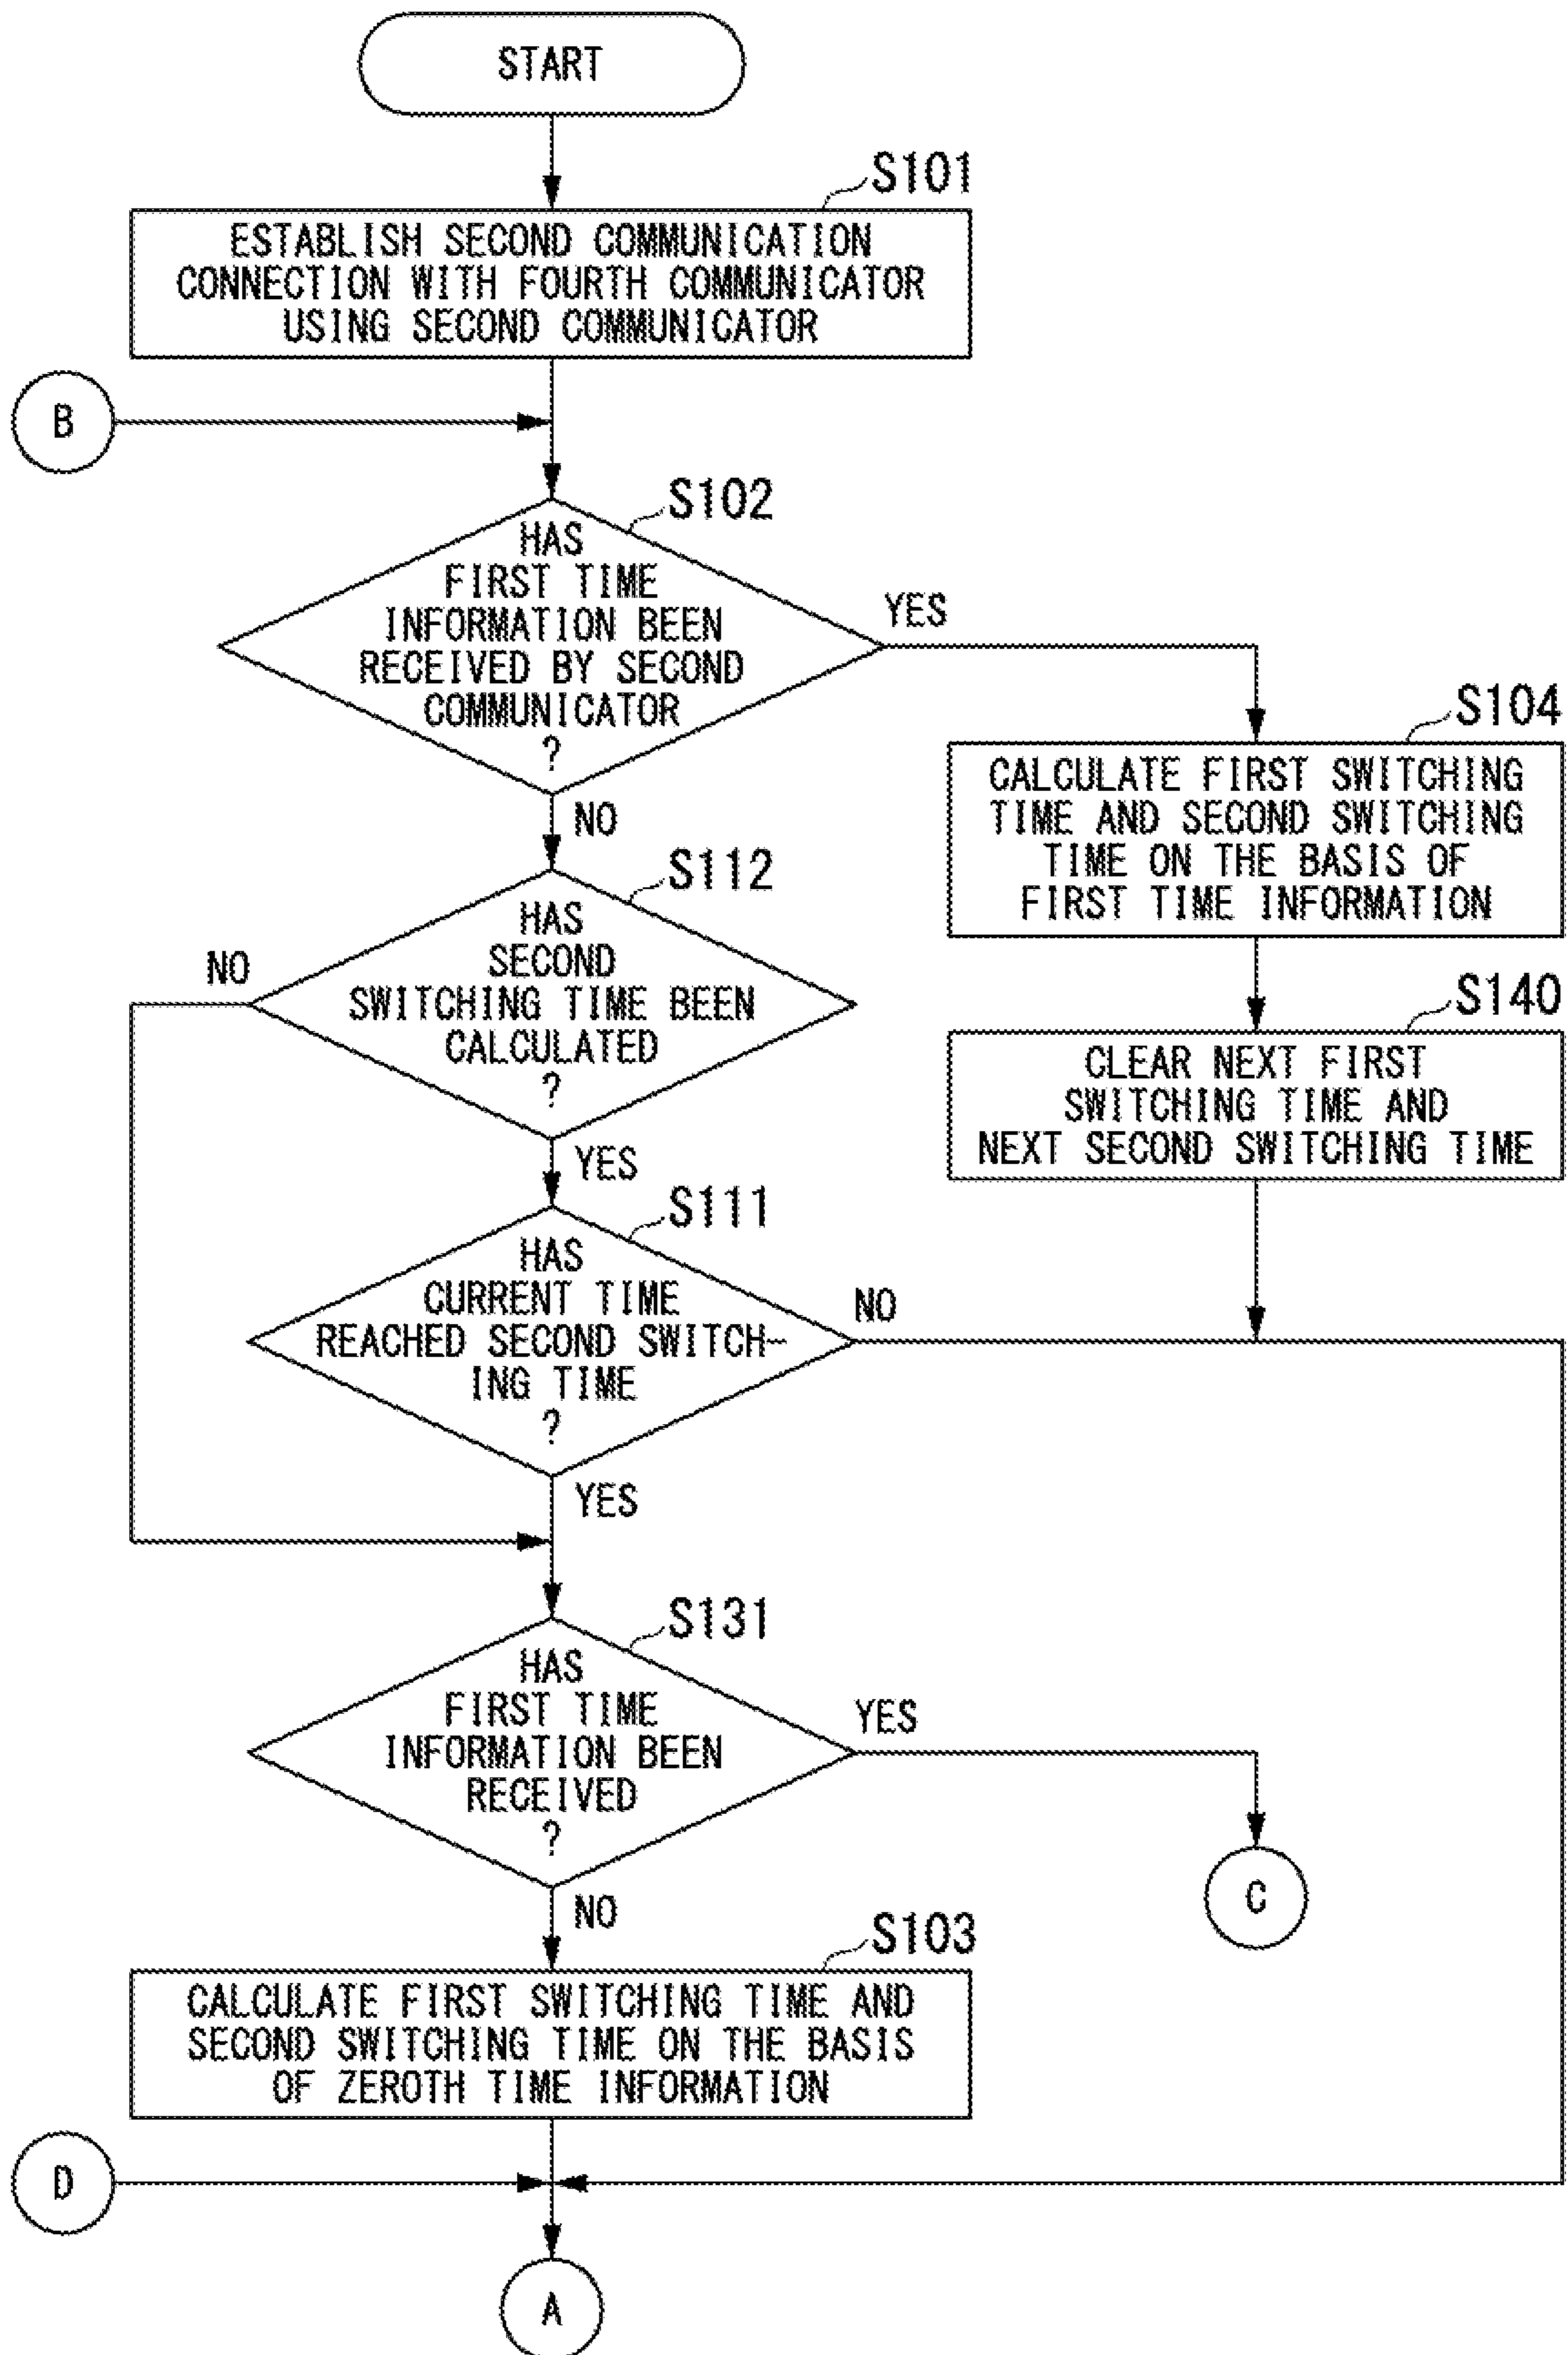 START
S101
ESTABLISH SECOND COMMUNICATION
CONNECTION WITH FOURTH COMMUNICATOR
USING SECOND COMMUNICATOR
B
S102
HAS
FIRST TIME
INFORMATION BEEN
RECEIVED BY SECOND
COMMUNICATOR
?
YES
NO
S104
CALCULATE FIRST SWITCHING
TIME AND SECOND SWITCHING
TIME ON THE BASIS OF
FIRST TIME INFORMATION
S112
HAS
SECOND
SWITCHING TIME BEEN
CALCULATED
?
NO
YES
S140
CLEAR NEXT FIRST
SWITCHING TIME AND
NEXT SECOND SWITCHING TIME
S111
HAS
CURRENT TIME
REACHED SECOND SWITCH-
ING TIME
?
NO
YES
S131
HAS
FIRST TIME
INFORMATION BEEN
RECEIVED
?
YES
C
NO
S103
CALCULATE FIRST SWITCHING TIME AND
SECOND SWITCHING TIME ON THE BASIS
OF ZEROTH TIME INFORMATION
D
A